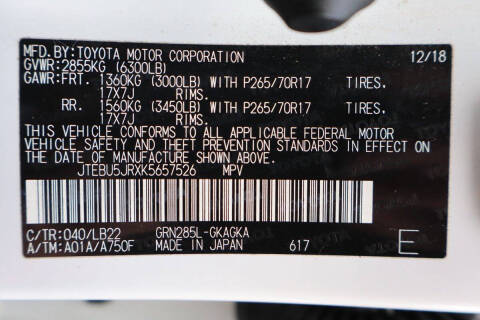 MFD.BY:TOYOTA MOTOR CORPORATION 12/18
GVWR:2855KG (6300LB)
GAWR:FRT. 1360KG (3000LB) WITH P265/70R17 TIRES.
17X7J RIMS.
RR. 1560KG (3450LB) WITH P265/70R17 TIRES.
17X7J RIMS.
THIS VEHICLE CONFORMS TO ALL APPLICABLE FEDERAL MOTOR
VEHICLE SAFETY AND THEFT PREVENTION STANDARDS IN EFFECT
ON THE DATE OF MANUFACTURE SHOWN ABOVE.
JTEBU5JRXK5657526 MPV
C/TR:040/LB22 GRN285L-GKAGKA
A/TM:A01A/A750F MADE IN JAPAN 617 E